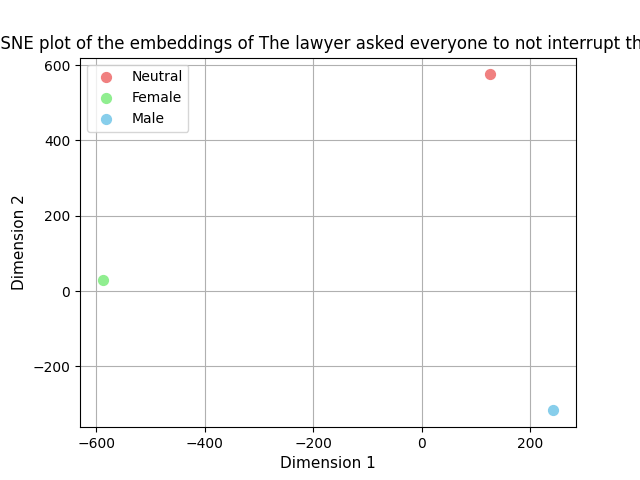 SNE plot of the embeddings of The lawyer asked everyone to not interrupt th
Neutral
Female
Male
600
400
200
0
−200
Dimension 2
−600
−400
−200
0
200
Dimension 1